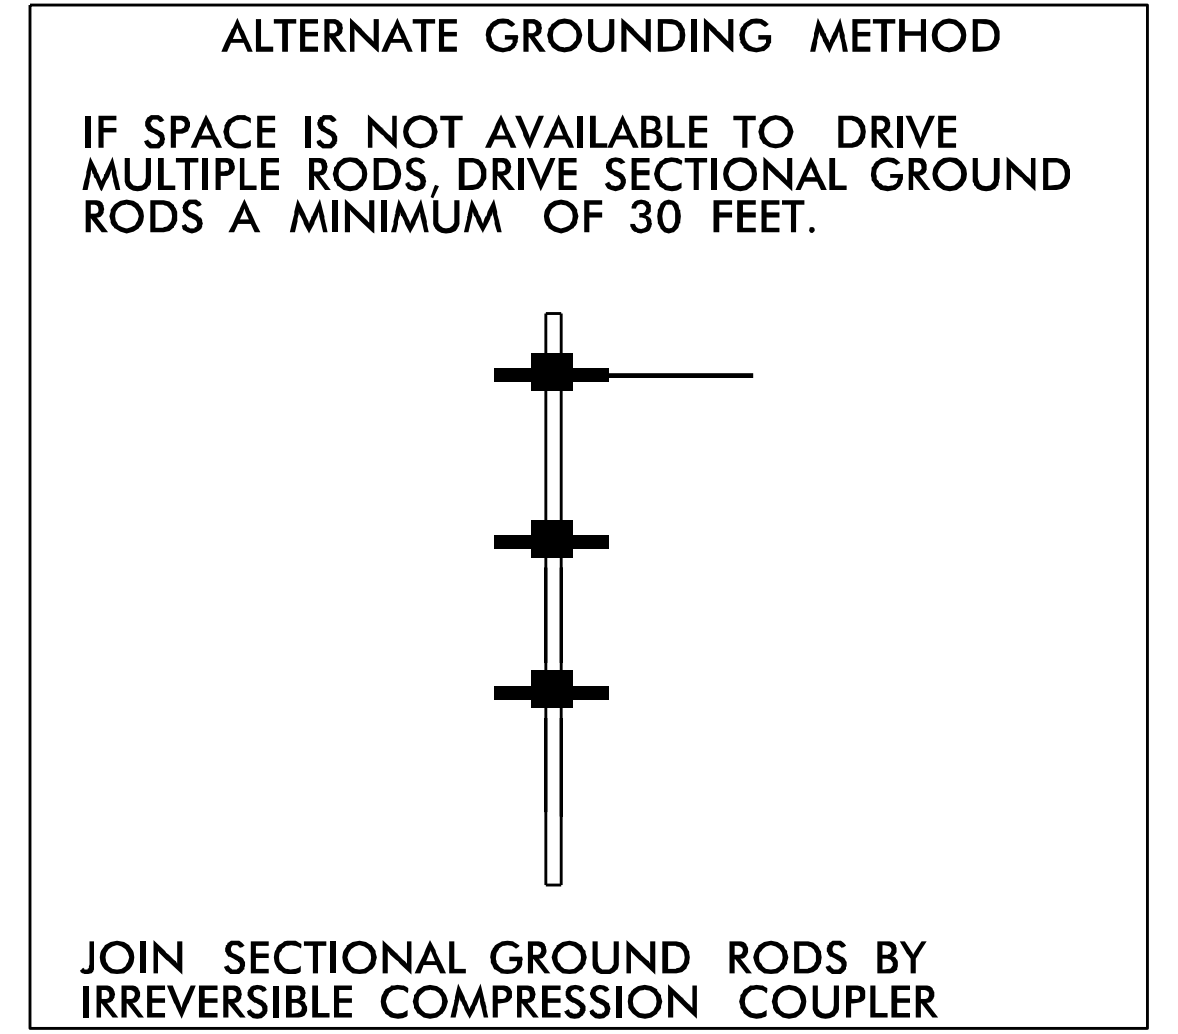 ALTERNATE GROUNDING METHOD
IF SPACE IS NOT AVAILABLE TO DRIVE
MULTIPLE RODS, DRIVE SECTIONAL GROUND
RODS A MINIMUM OF 30 FEET.
JOIN SECTIONAL GROUND RODS BY
IRREVERSIBLE COMPRESSION COUPLER